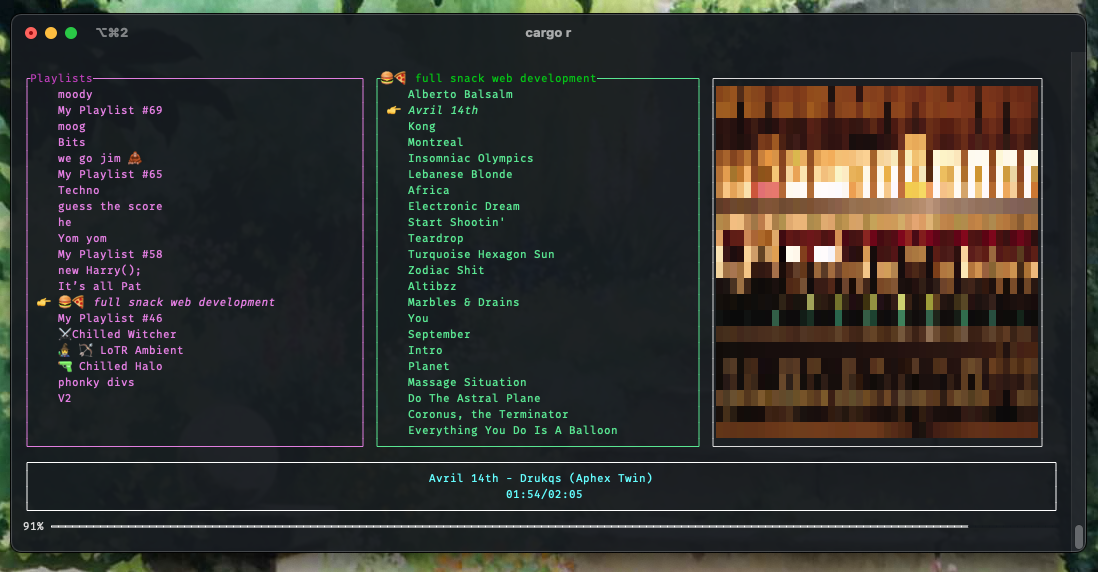 ⌥⌘2
cargo r
Playlists
moody
My Playlist #69
moog
Bits
we go jim 💩
My Playlist #65
Techno
guess the score
he
Yom yom
My Playlist #58
new Harry();
It's all Pat
👉 🍔🍕 full snack web development
My Playlist #46
⚔Chilled Witcher
🧙 🏹 LoTR Ambient
🔫 Chilled Halo
phonky divs
V2
🍔🍕 full snack web development
Alberto Balsalm
👉 Avril 14th
Kong
Montreal
Insomniac Olympics
Lebanese Blonde
Africa
Electronic Dream
Start Shootin'
Teardrop
Turquoise Hexagon Sun
Zodiac Shit
Altibzz
Marbles & Drains
You
September
Intro
Planet
Massage Situation
Do The Astral Plane
Coronus, the Terminator
Everything You Do Is A Balloon
Avril 14th - Drukqs (Aphex Twin)
01:54/02:05
91%